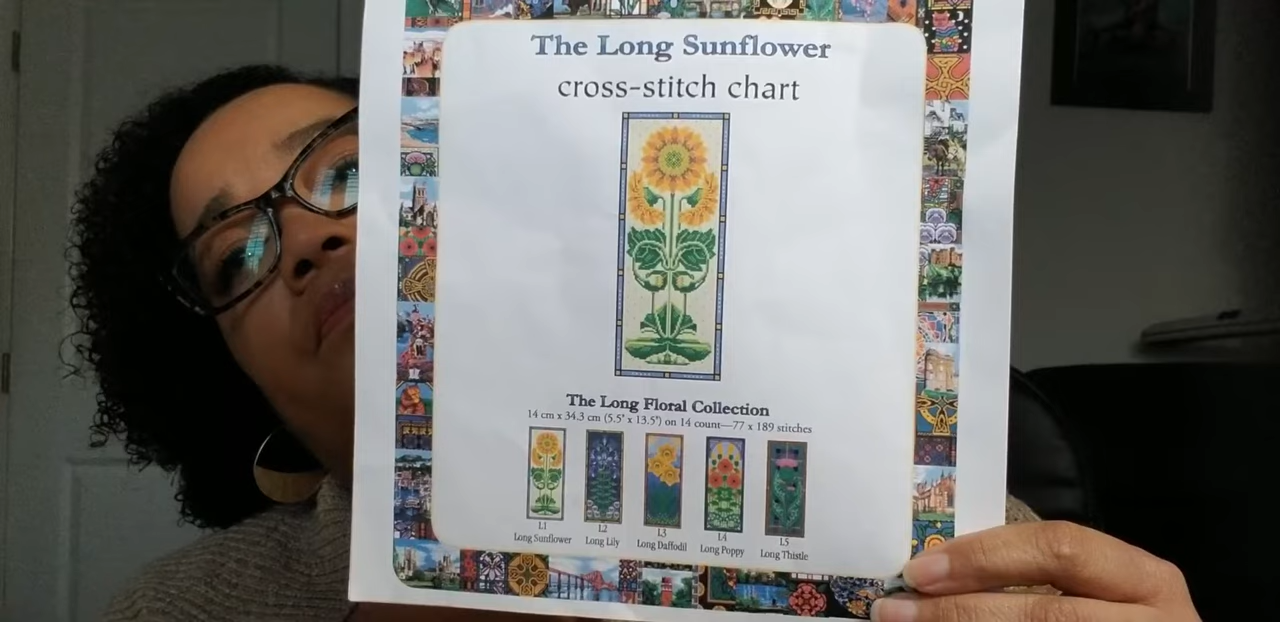 The Long Sunflower
cross-stitch chart
The Long Floral Collection
14 cm x 34.3 cm (5.5" x 13.5") on 14 count—77 x 189 stitches
L1
Long Sunflower
L2
Long Lily
L3
Long Daffodil
L4
Long Poppy
L5
Long Thistle